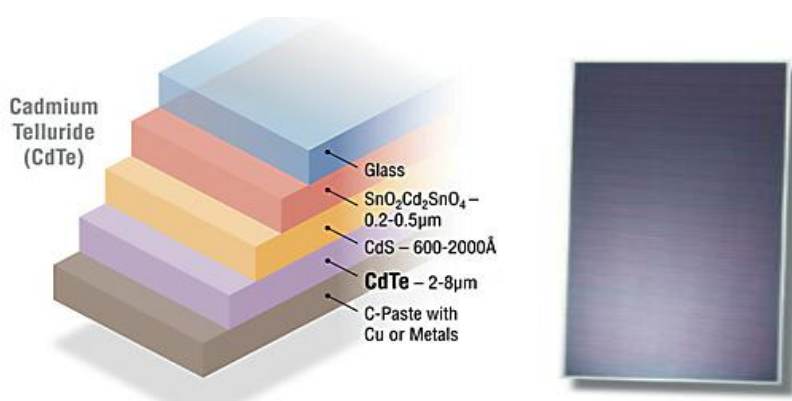 Cadmium
Telluride
(CdTe)
Glass
SnO₂Cd₂SnO₄ –
0.2-0.5μm
CdS – 600-2000Å
CdTe – 2-8μm
C-Paste with
Cu or Metals